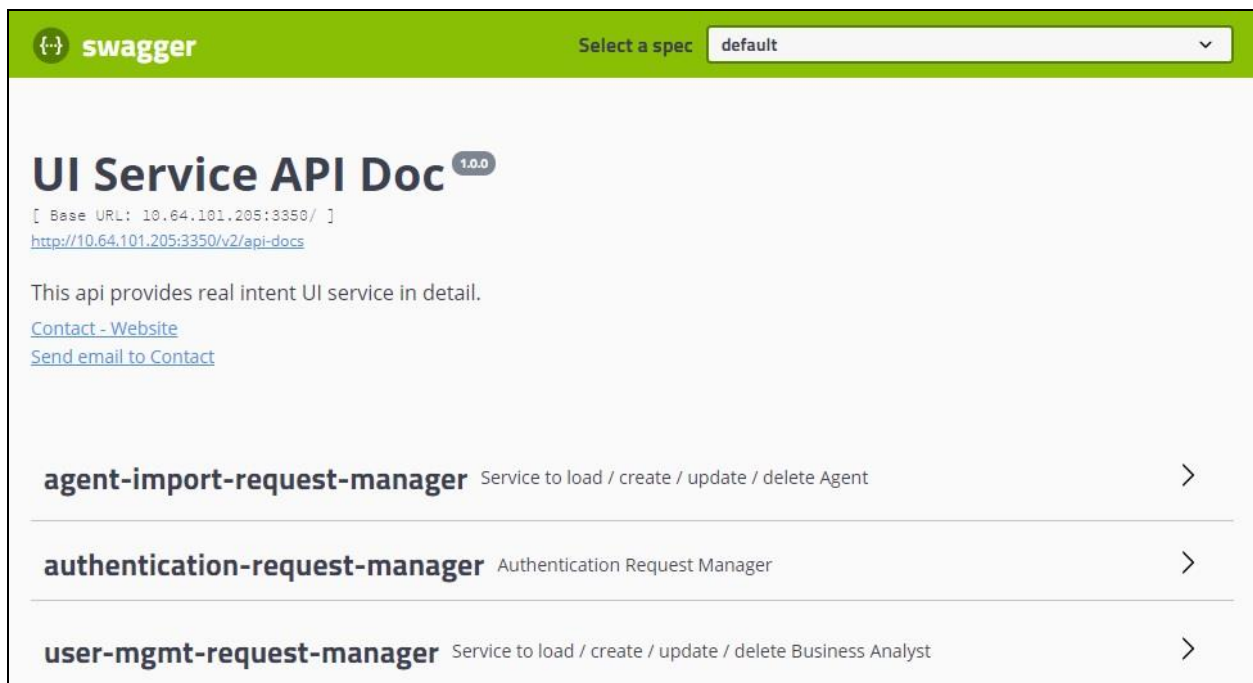 {··} swagger Select a spec default
UI Service API Doc 1.0.0
[ Base URL: 10.64.101.205:3350/ ]
http://10.64.101.205:3350/v2/api-docs
This api provides real intent UI service in detail.
Contact - Website
Send email to Contact
agent-import-request-manager Service to load / create / update / delete Agent
authentication-request-manager Authentication Request Manager
user-mgmt-request-manager Service to load / create / update / delete Business Analyst